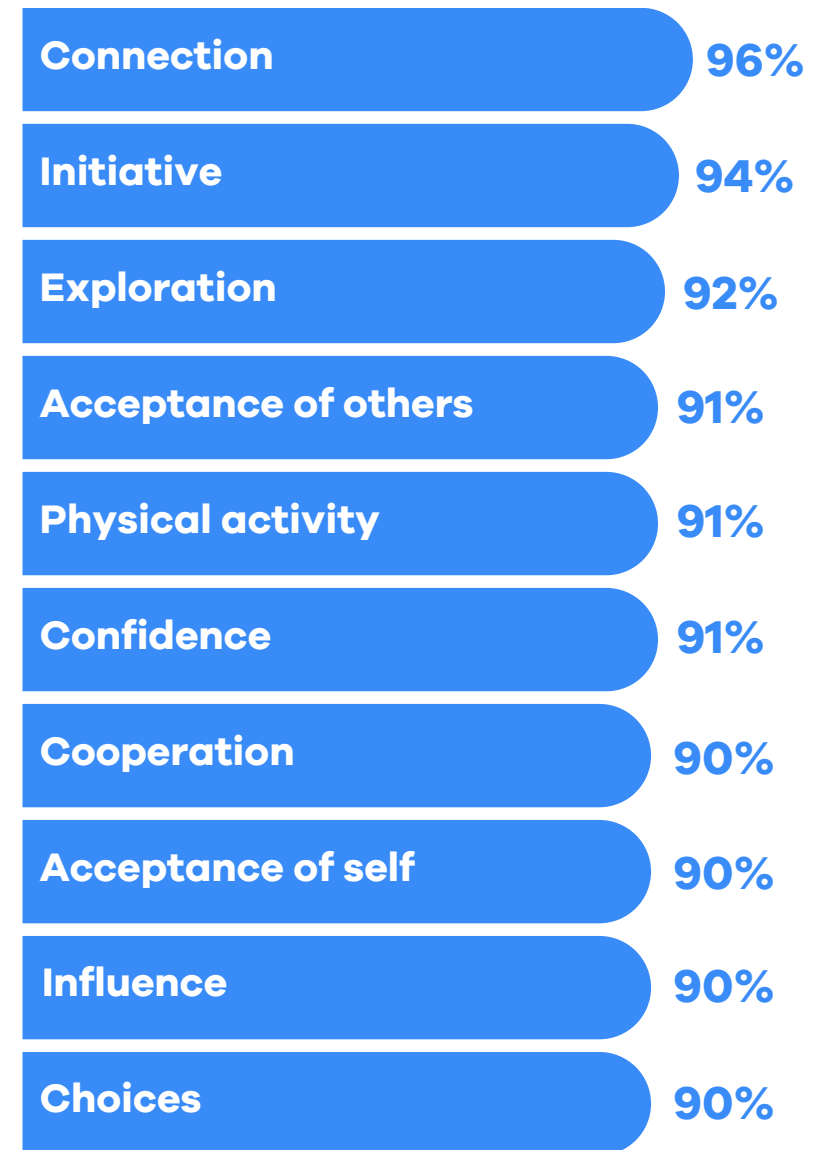 Connection 96%
Initiative 94%
Exploration 92%
Acceptance of others 91%
Physical activity 91%
Confidence 91%
Cooperation 90%
Acceptance of self 90%
Influence 90%
Choices 90%